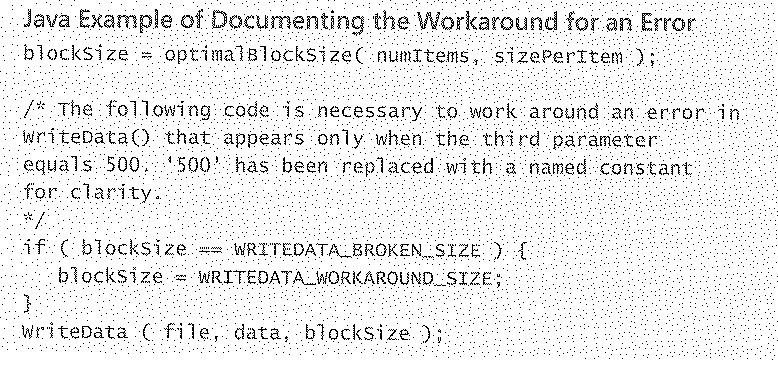 Java Example of Documenting the Workaround for an Error
blockSize = optimalBlockSize( numItems, sizePerItem );
/* The following code is necessary to work around an error in
WriteData() that appears only when the third parameter
equals 500. '500' has been replaced with a named constant
for clarity.
*/
if ( blockSize == WRITEDATA_BROKEN_SIZE ) {
blockSize = WRITEDATA_WORKAROUND_SIZE;
}
WriteData ( file, data, blockSize );